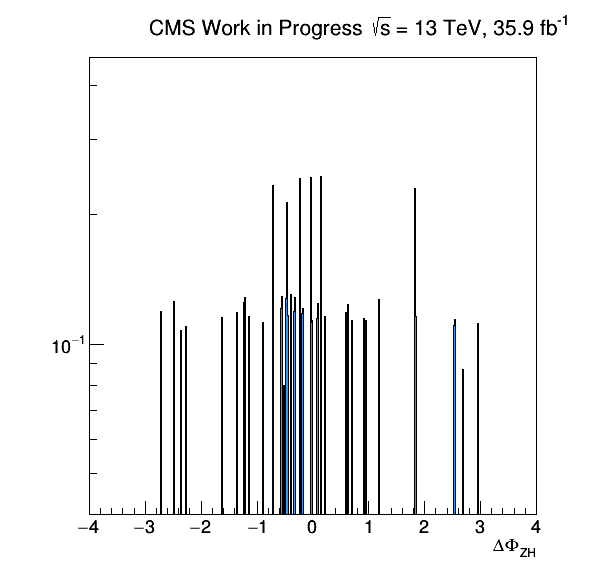 CMS Work in Progress √s = 13 TeV, 35.9 fb⁻¹
10⁻¹
−4 −3 −2 −1 0 1 2 3 4
ΔΦ_ZH